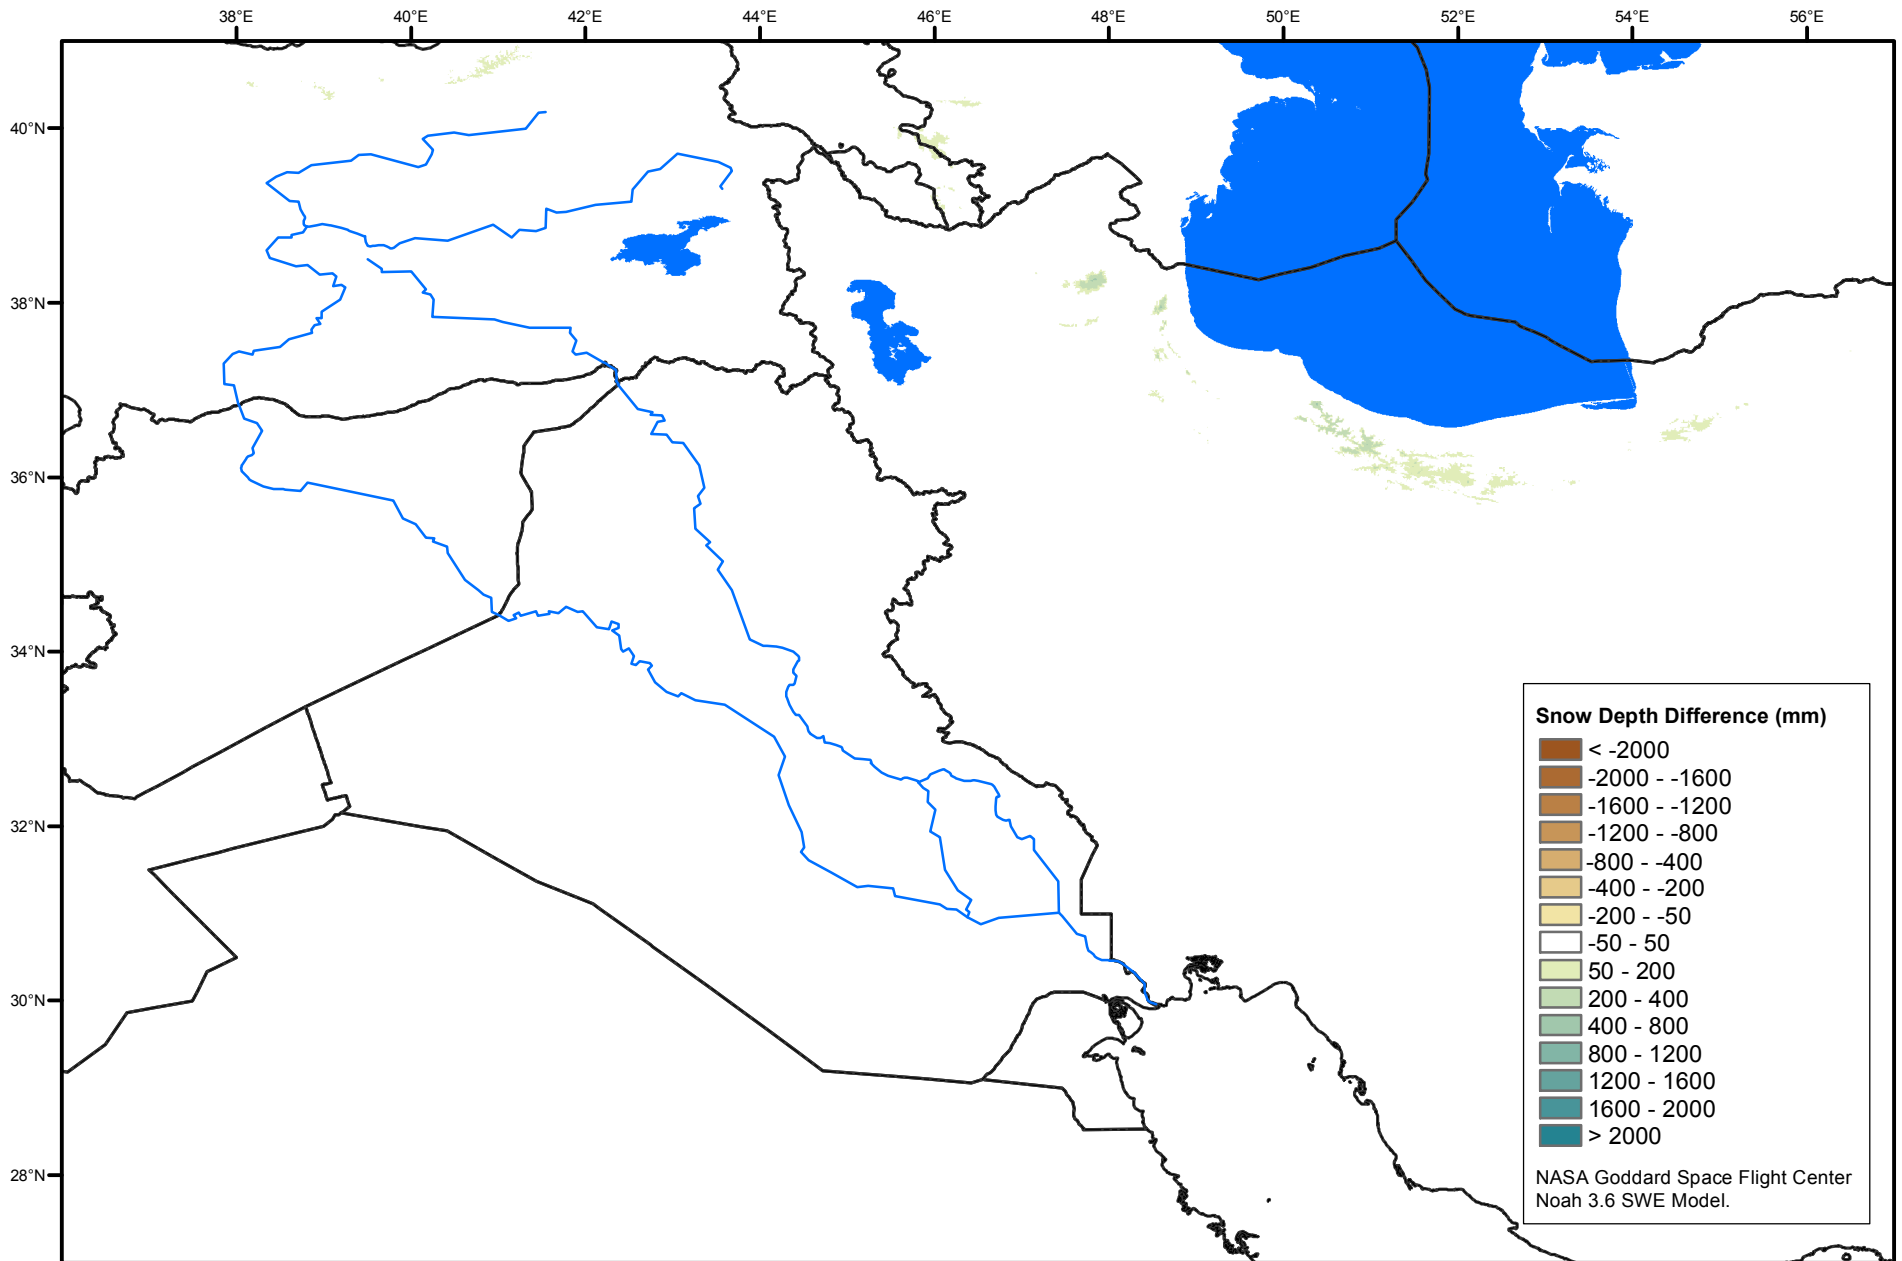 38°E 40°E 42°E 44°E 46°E 48°E 50°E 52°E 54°E 56°E
40°N
38°N
36°N
34°N
32°N
30°N
28°N
Snow Depth Difference (mm)
< -2000
-2000 - -1600
-1600 - -1200
-1200 - -800
-800 - -400
-400 - -200
-200 - -50
-50 - 50
50 - 200
200 - 400
400 - 800
800 - 1200
1200 - 1600
1600 - 2000
> 2000
NASA Goddard Space Flight Center
Noah 3.6 SWE Model.